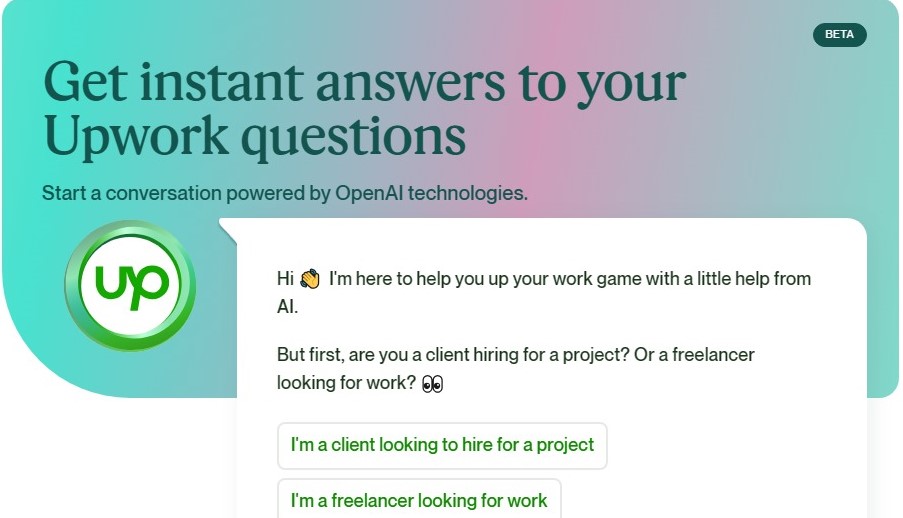 BETA
Get instant answers to your
Upwork questions
Start a conversation powered by OpenAI technologies.
up
Hi 👋 I'm here to help you up your work game with a little help from
AI.
But first, are you a client hiring for a project? Or a freelancer
looking for work? 👀
I'm a client looking to hire for a project
I'm a freelancer looking for work